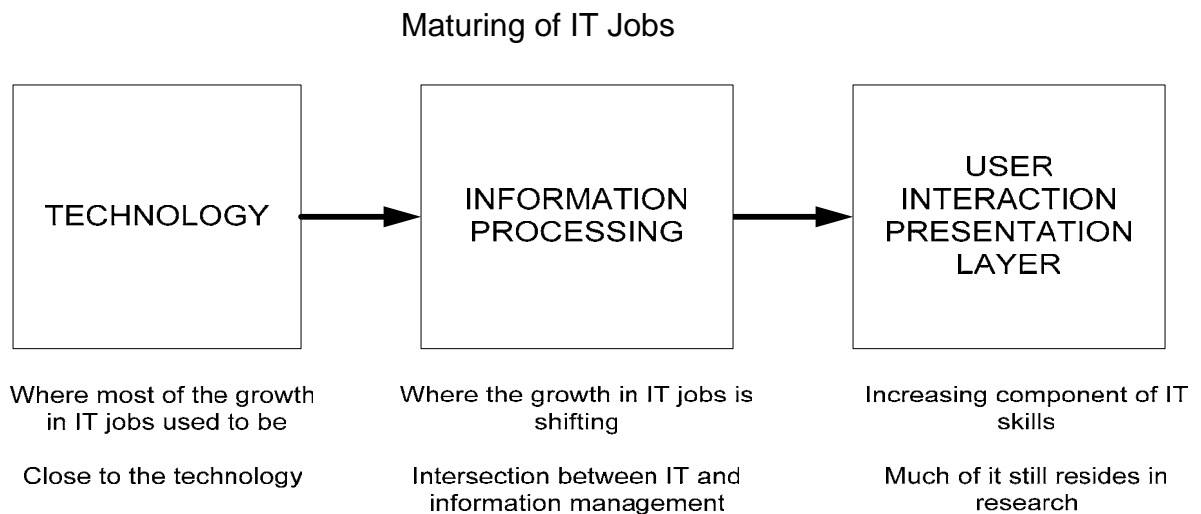 Maturing of IT Jobs
TECHNOLOGY
INFORMATION
PROCESSING
USER
INTERACTION
PRESENTATION
LAYER
Where most of the growth
in IT jobs used to be
Close to the technology
Where the growth in IT jobs is
shifting
Intersection between IT and
information management
Increasing component of IT
skills
Much of it still resides in
research